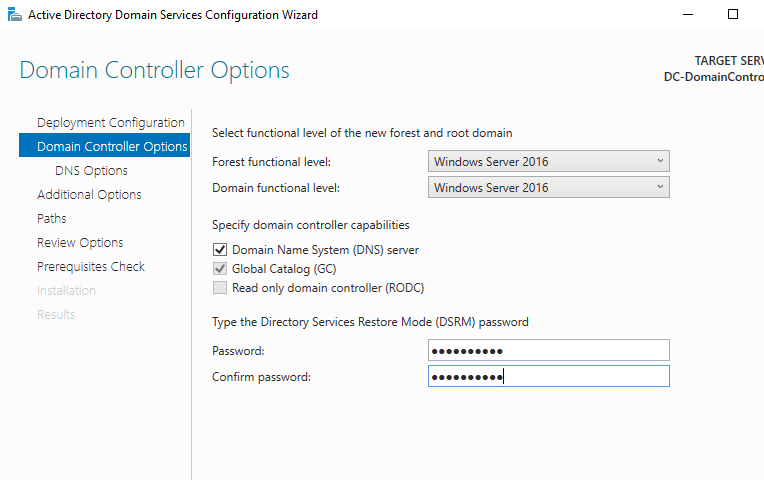 Active Directory Domain Services Configuration Wizard
Domain Controller Options
TARGET SERV
DC-DomainContro
Deployment Configuration
Domain Controller Options
DNS Options
Additional Options
Paths
Review Options
Prerequisites Check
Installation
Results
Select functional level of the new forest and root domain
Forest functional level: Windows Server 2016
Domain functional level: Windows Server 2016
Specify domain controller capabilities
Domain Name System (DNS) server
Global Catalog (GC)
Read only domain controller (RODC)
Type the Directory Services Restore Mode (DSRM) password
Password: ●●●●●●●●●●
Confirm password: ●●●●●●●●●●